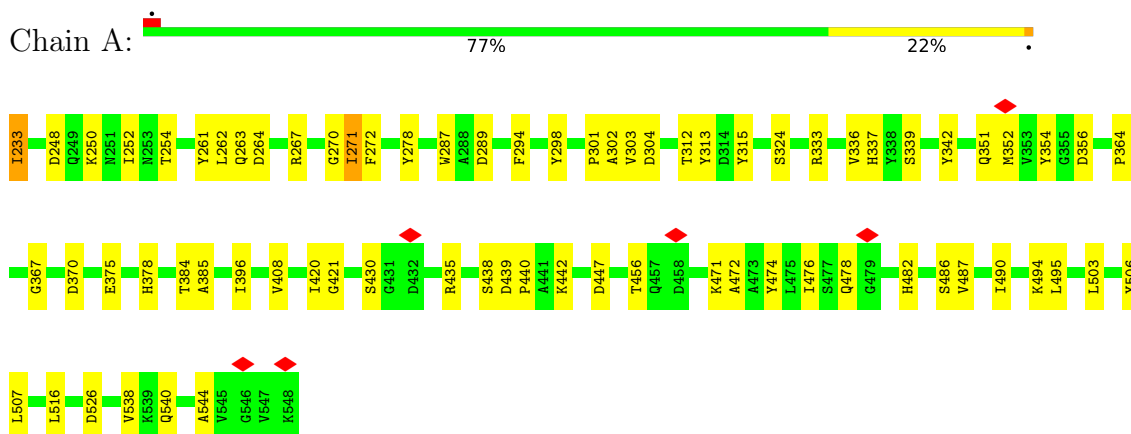 Chain A:
77% 22%
I233 D248 Q249 K250 N251 I252 N253 T254 Y261 L262 Q263 D264 R267 G270 I271 F272 Y278 W287 A288 D289 F294 Y298 P301 A302 V303 D304 T312 Y313 D314 Y315 S324 R333 V336 H337 Y338 S339 Y342 Q351 M352 V353 Y354 G355 D356 P364
G367 D370 E375 H378 T384 A385 I396 V408 I420 G421 S430 G431 D432 R435 S438 D439 P440 A441 K442 D447 T456 Q457 D458 K471 A472 A473 Y474 L475 I476 S477 Q478 G479 H482 S486 V487 I490 K494 L495 L503
L507 L516 D526 V538 K539 Q540 A544 V545 G546 V547 K548